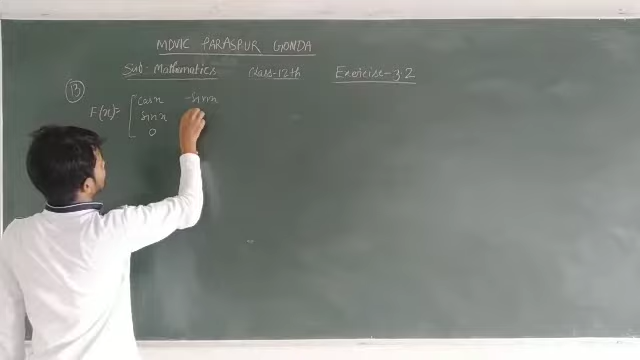 MDVIC PARASPUR GONDA
Sub- Mathematics Class-12th Exercise-3.2
13
F(x)= [ cosx -sinx
sinx
0